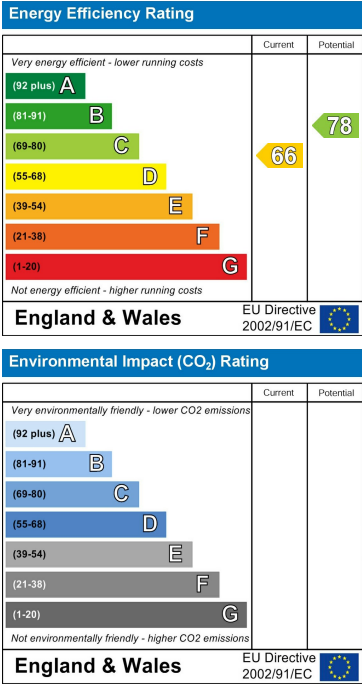 Energy Efficiency Rating
Current Potential
Very energy efficient - lower running costs
(92 plus) A
(81-91) B
(69-80) C
(55-68) D
(39-54) E
(21-38) F
(1-20) G
66
78
Not energy efficient - higher running costs
England & Wales
EU Directive
2002/91/EC
Environmental Impact (CO₂) Rating
Current Potential
Very environmentally friendly - lower CO2 emissions
(92 plus) A
(81-91) B
(69-80) C
(55-68) D
(39-54) E
(21-38) F
(1-20) G
Not environmentally friendly - higher CO2 emissions
England & Wales
EU Directive
2002/91/EC